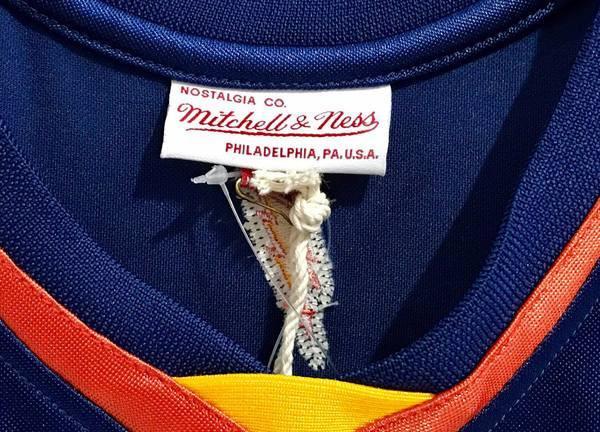 NOSTALGIA CO.
Mitchell & Ness
PHILADELPHIA, PA. U.S.A.